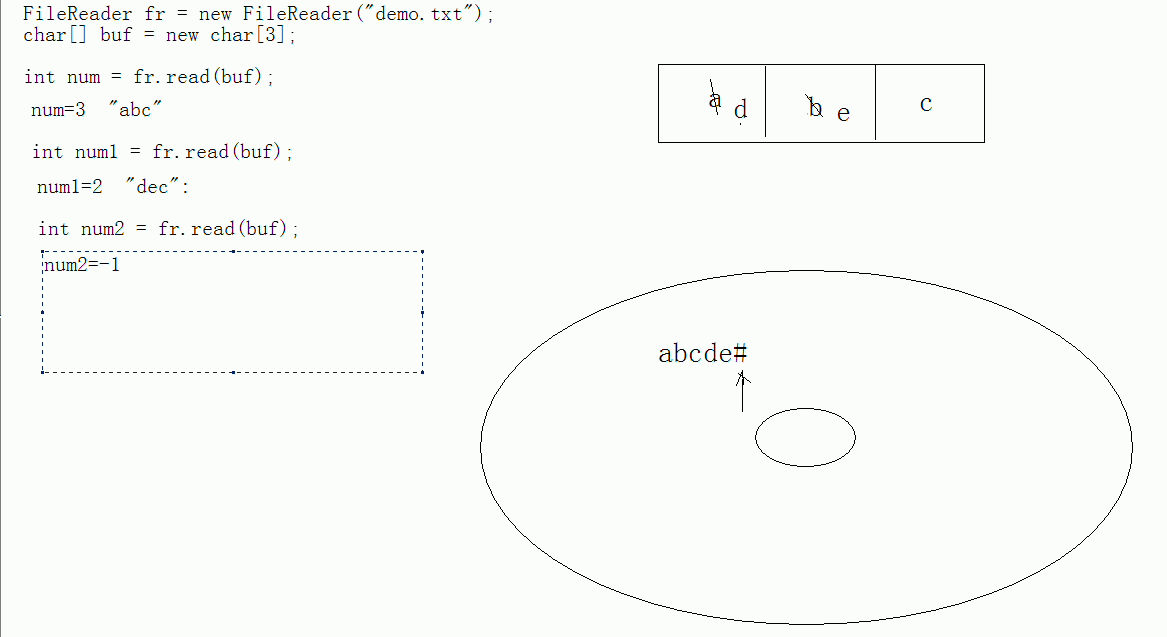 FileReader fr = new FileReader("demo.txt");
char[] buf = new char[3];
int num = fr.read(buf);
num=3 "abc"
int num1 = fr.read(buf);
num1=2 "dec":
int num2 = fr.read(buf);
num2=-1
a d b e c
abcde#